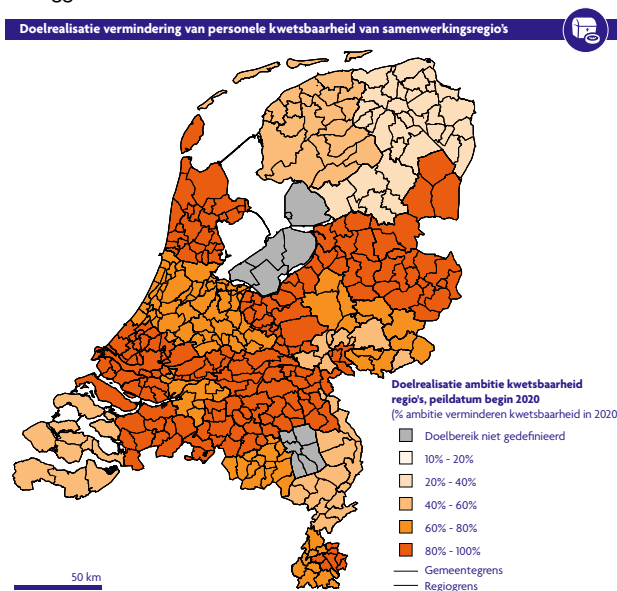 Doelrealisatie vermindering van personele kwetsbaarheid van samenwerkingsregio's
Doelrealisatie ambitie kwetsbaarheid
regio's, peildatum begin 2020
(% ambitie verminderen kwetsbaarheid in 2020
Doelbereik niet gedefinieerd
10% - 20%
20% - 40%
40% - 60%
60% - 80%
80% - 100%
Gemeentegrens
Regiogrens
50 km